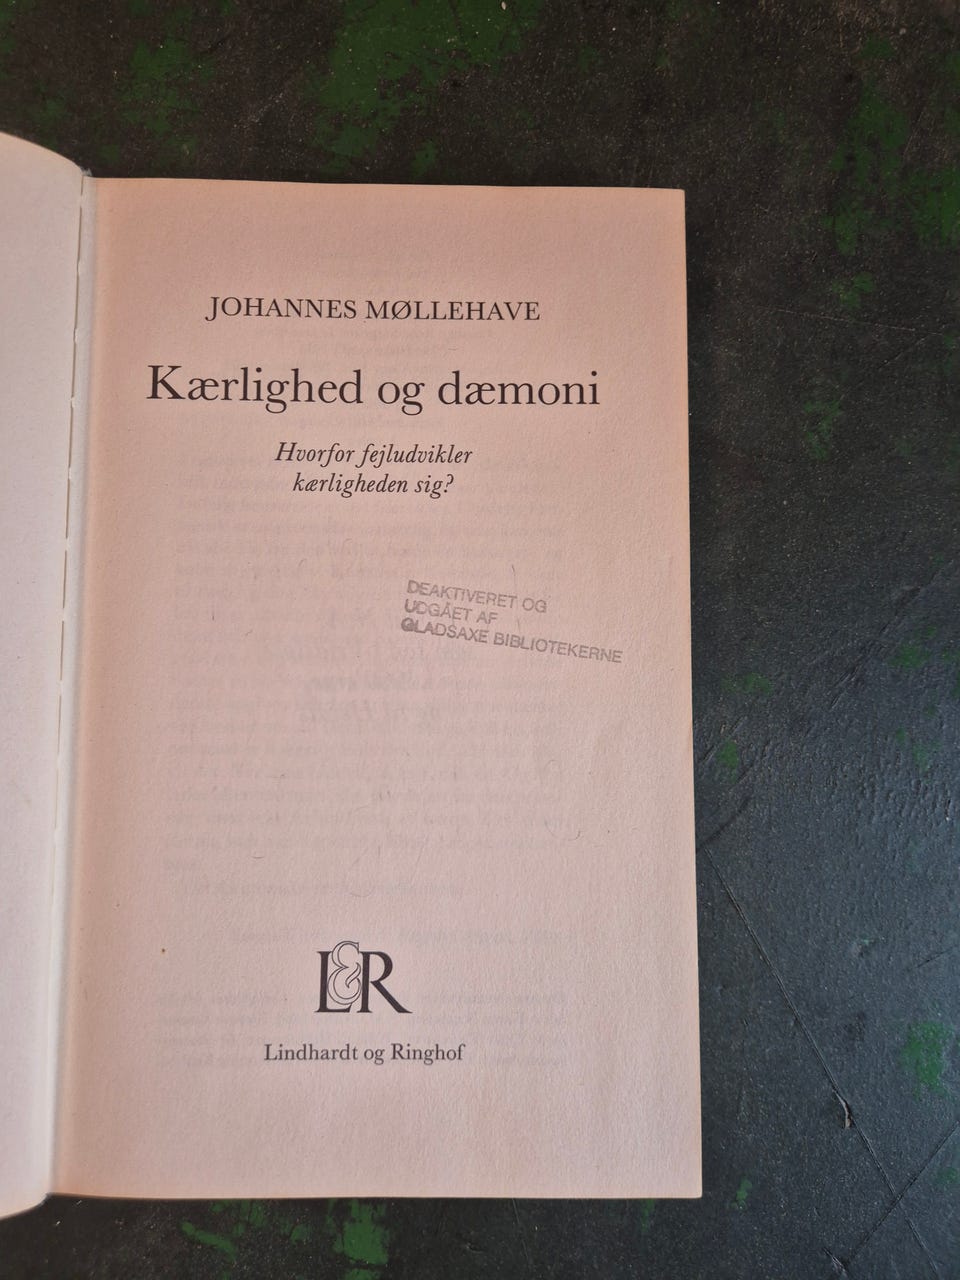 JOHANNES MØLLEHAVE
Kærlighed og dæmoni
Hvorfor fejludvikler
kærligheden sig?
DEAKTIVERET OG
UDGÅET AF
GLADSAXE BIBLIOTEKERNE
L&R
Lindhardt og Ringhof